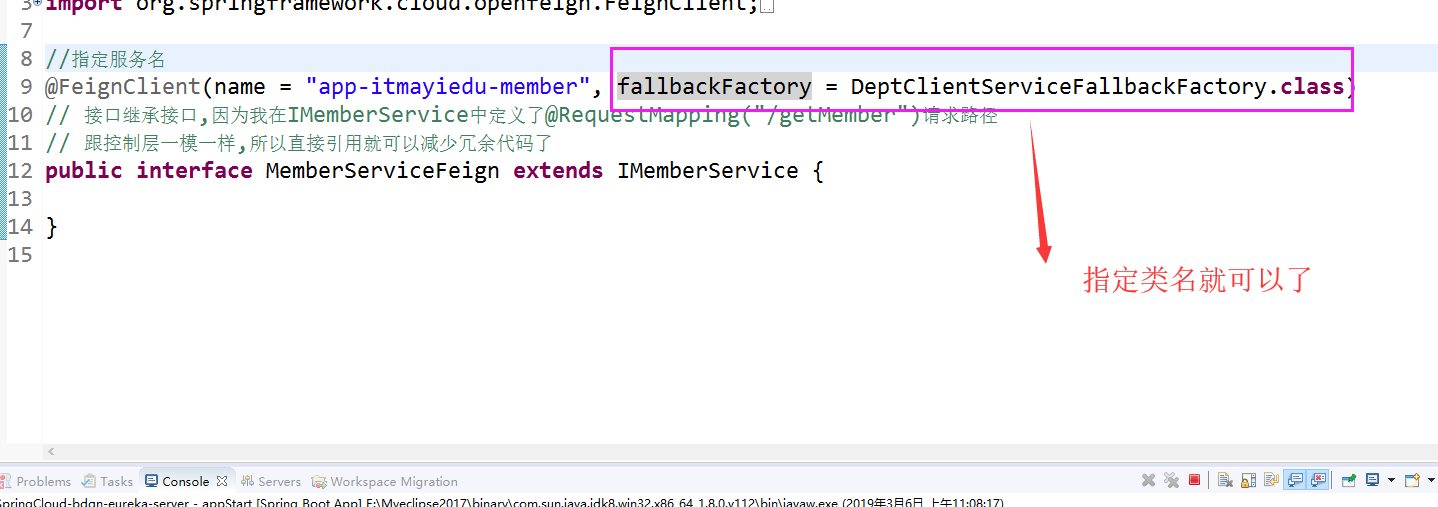 3 import org.springframework.cloud.openfeign.FeignClient;
7
8 //指定服务名
9 @FeignClient(name = "app-itmayiedu-member", fallbackFactory = DeptClientServiceFallbackFactory.class)
10 // 接口继承接口,因为我在IMemberService中定义了@RequestMapping("/getMember")请求路径
11 // 跟控制层一模一样,所以直接引用就可以减少冗余代码了
12 public interface MemberServiceFeign extends IMemberService {
13
14 }
15
指定类名就可以了
Problems Tasks Console Servers Workspace Migration
SpringCloud-bdqn-eureka-server - appStart [Spring Boot App] F:\Myeclipse2017\binary\com.sun.java.jdk8.win32.x86_64_1.8.0.v112\bin\javaw.exe (2019年3月6日 上午11:08:17)